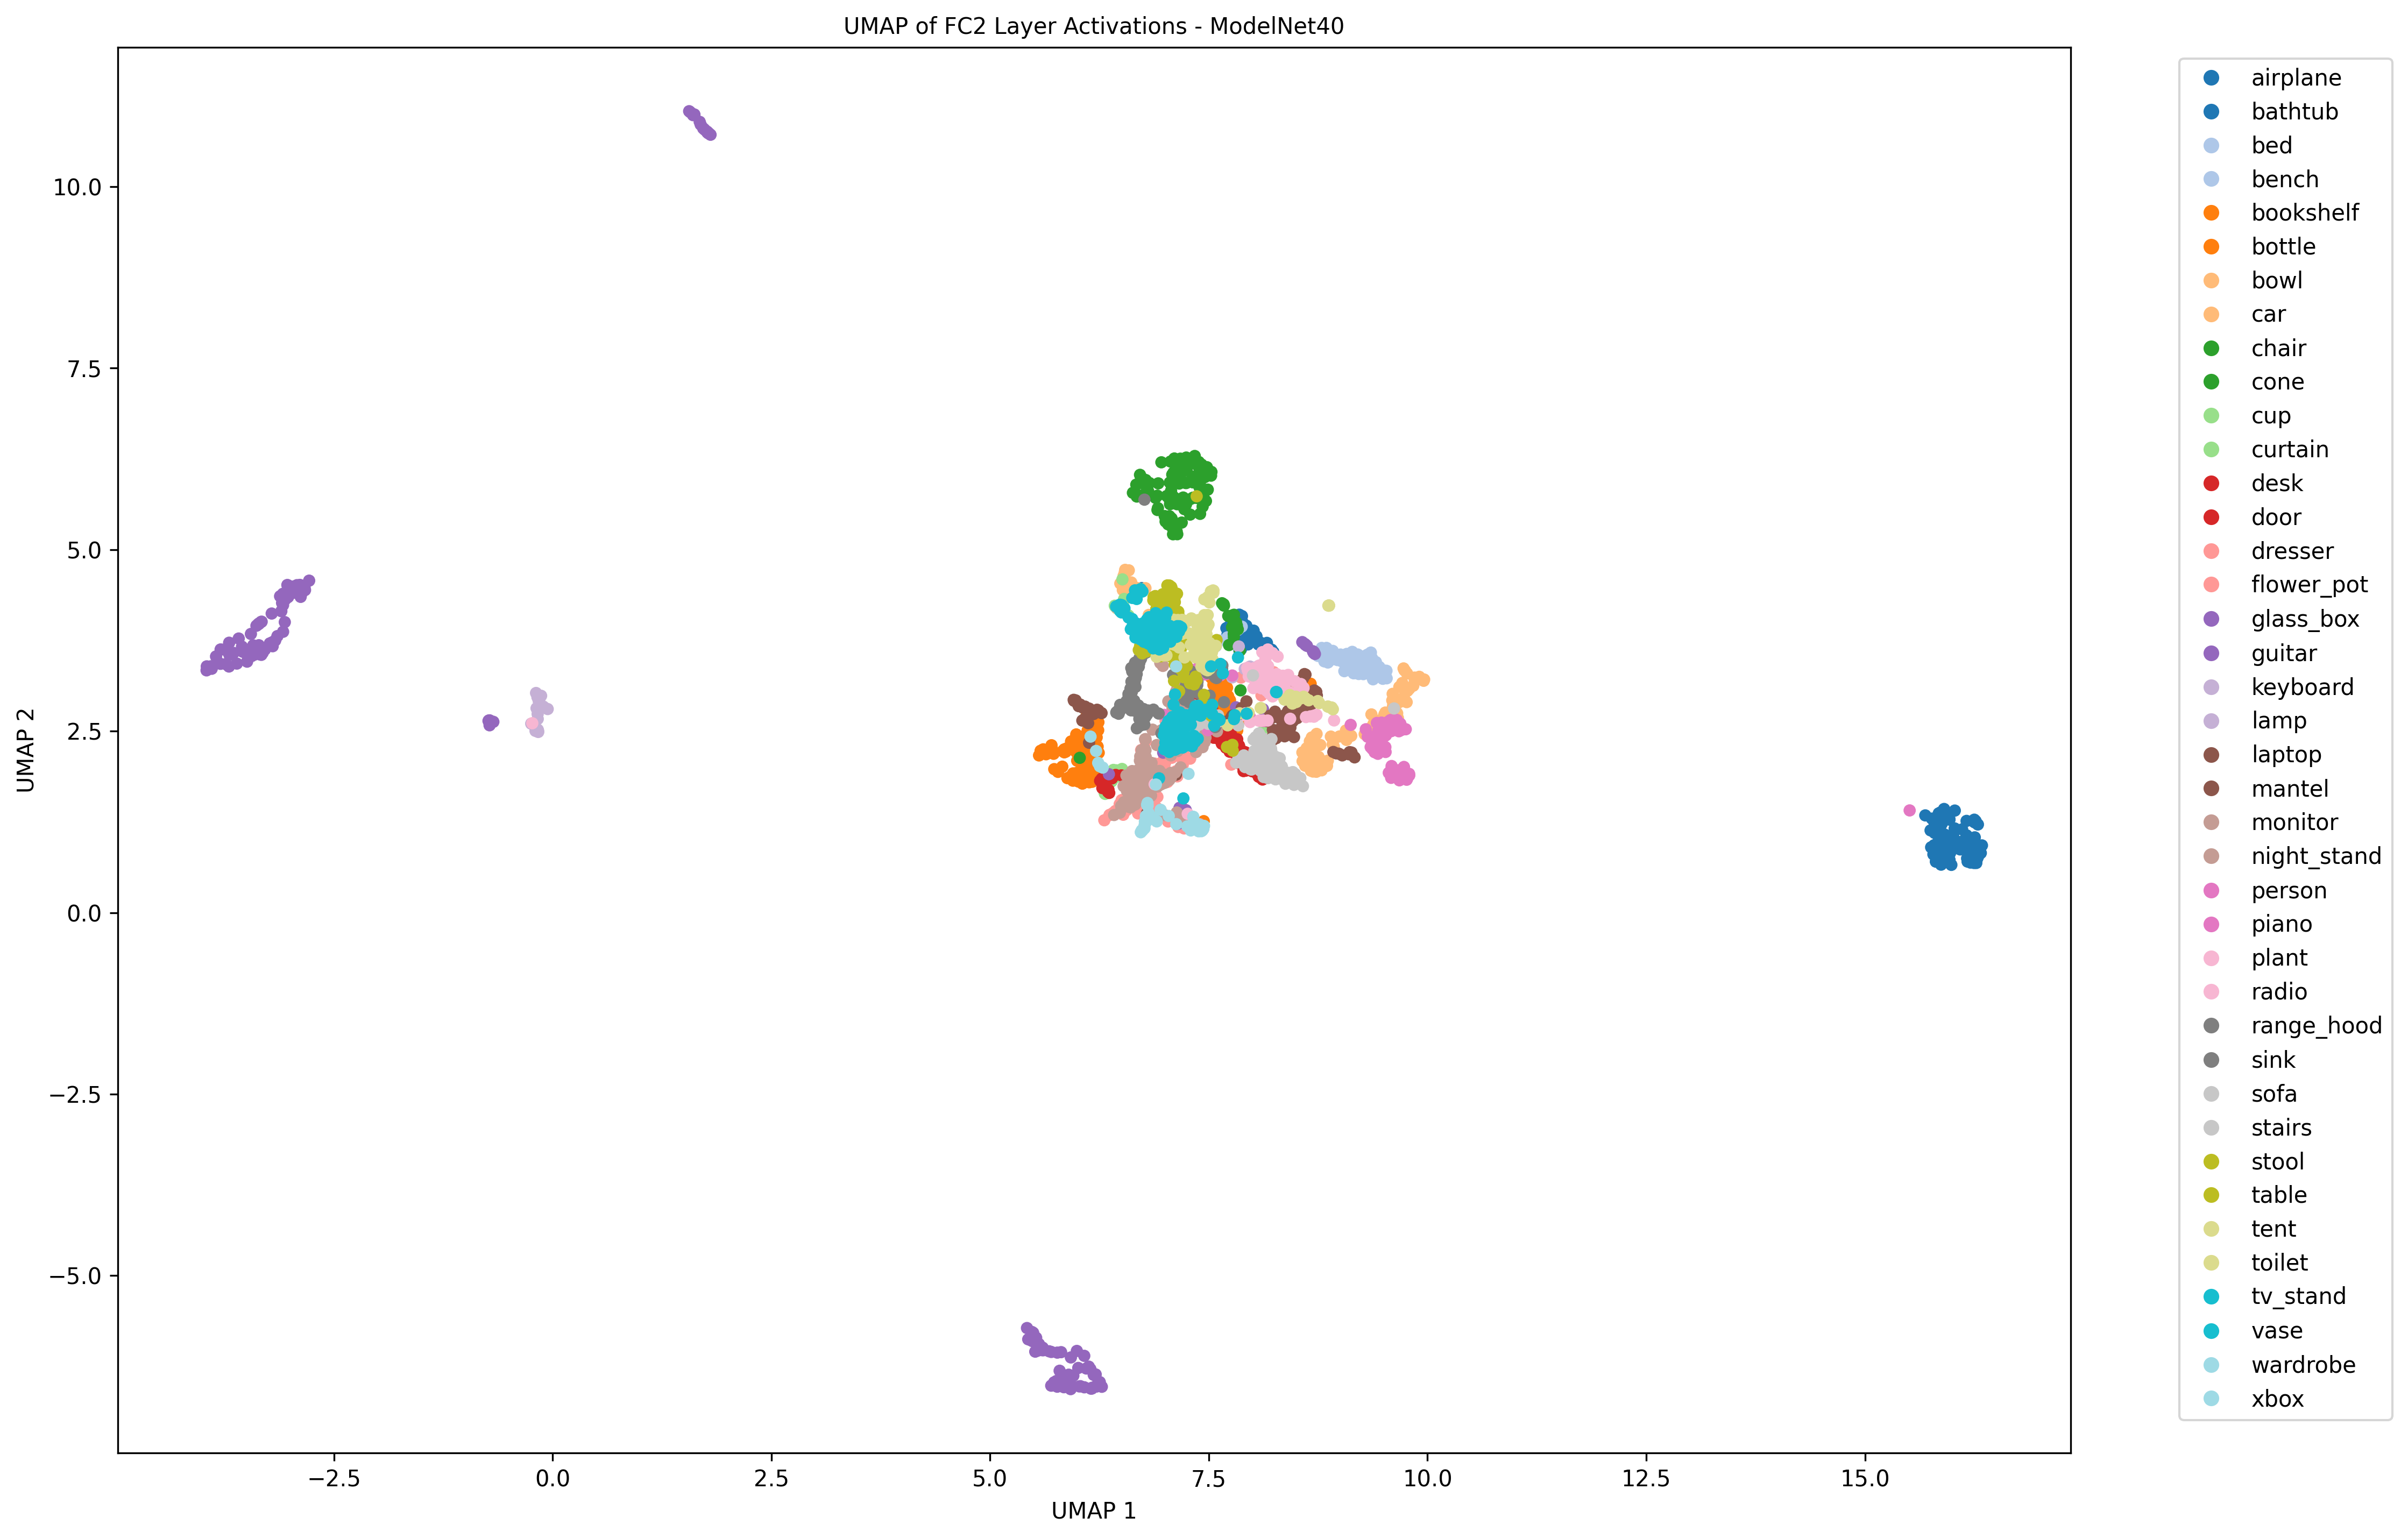 UMAP of FC2 Layer Activations - ModelNet40
10.0
7.5
5.0
2.5
0.0
−2.5
−5.0
UMAP 2
−2.5
0.0
2.5
5.0
7.5
10.0
12.5
15.0
UMAP 1
airplane
bathtub
bed
bench
bookshelf
bottle
bowl
car
chair
cone
cup
curtain
desk
door
dresser
flower_pot
glass_box
guitar
keyboard
lamp
laptop
mantel
monitor
night_stand
person
piano
plant
radio
range_hood
sink
sofa
stairs
stool
table
tent
toilet
tv_stand
vase
wardrobe
xbox